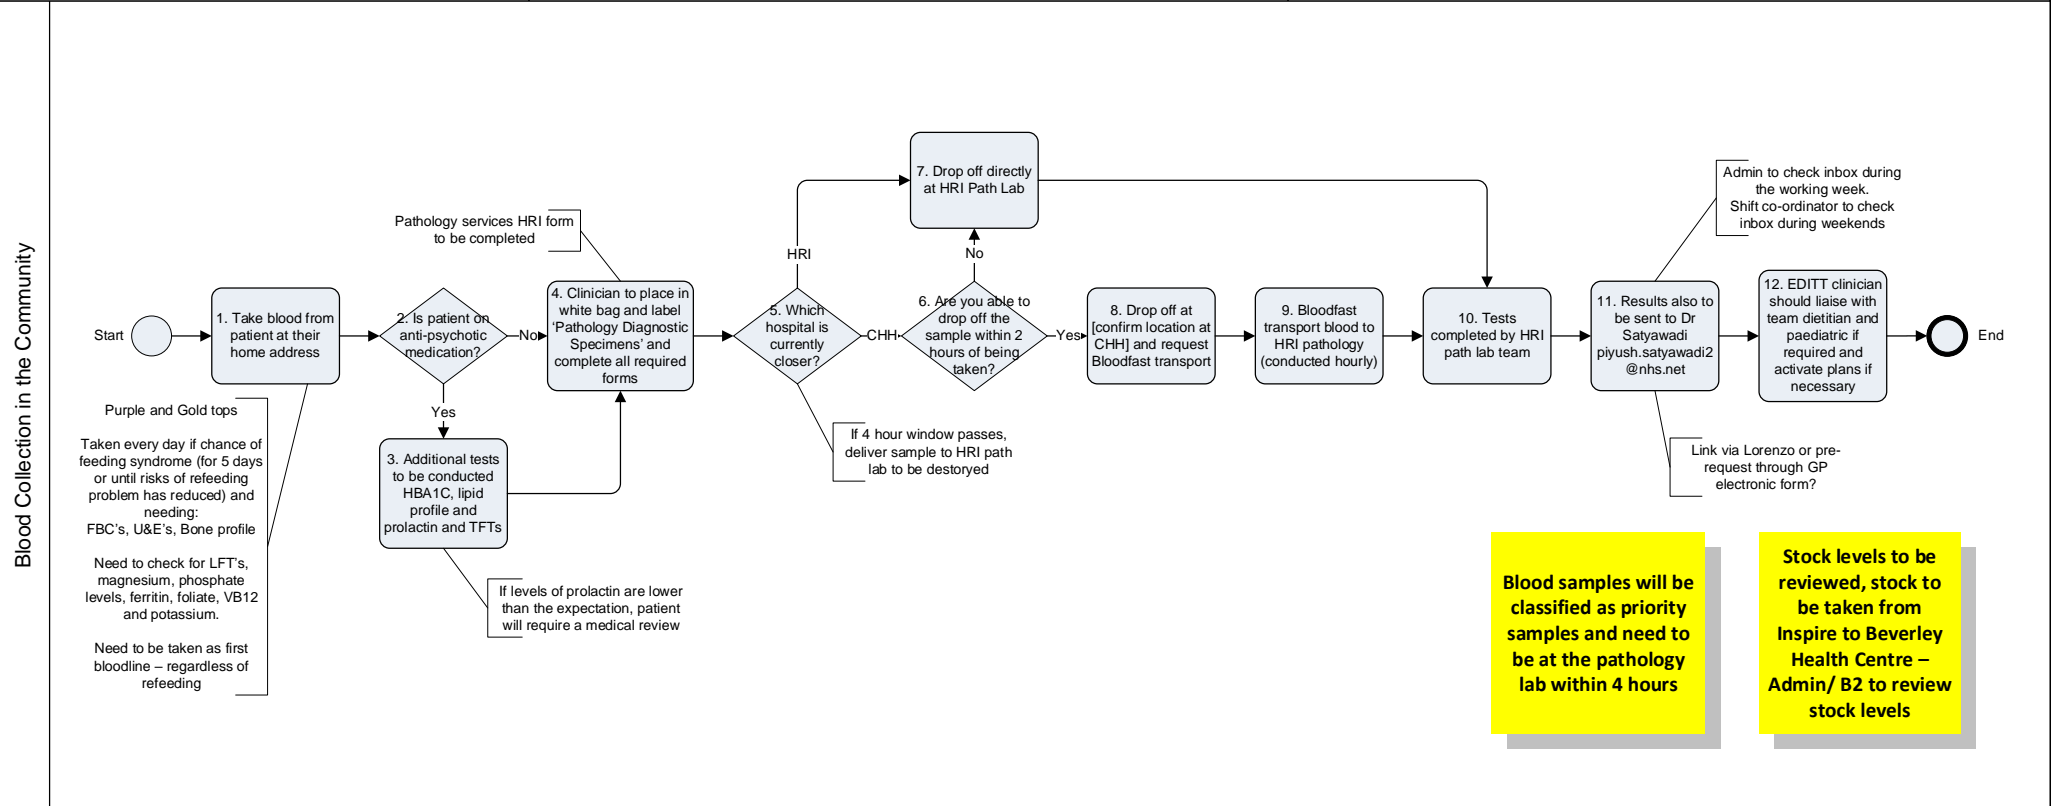 Blood Collection in the Community
Start
1. Take blood from
patient at their
home address
Purple and Gold tops
Taken every day if chance of
feeding syndrome (for 5 days
or until risks of refeeding
problem has reduced) and
needing:
FBC's, U&E's, Bone profile
Need to check for LFT's,
magnesium, phosphate
levels, ferritin, foliate, VB12
and potassium.
Need to be taken as first
bloodline – regardless of
refeeding
2. Is patient on
anti-psychotic
medication?
No
Yes
3. Additional tests
to be conducted
HBA1C, lipid
profile and
prolactin and TFTs
If levels of prolactin are lower
than the expectation, patient
will require a medical review
Pathology services HRI form
to be completed
4. Clinician to place in
white bag and label
‘Pathology Diagnostic
Specimens’ and
complete all required
forms
5. Which
hospital is
currently
closer?
HRI
CHH
If 4 hour window passes,
deliver sample to HRI path
lab to be destoryed
6. Are you able to
drop off the
sample within 2
hours of being
taken?
No
Yes
7. Drop off directly
at HRI Path Lab
8. Drop off at
[confirm location at
CHH] and request
Bloodfast transport
9. Bloodfast
transport blood to
HRI pathology
(conducted hourly)
10. Tests
completed by HRI
path lab team
11. Results also to
be sent to Dr
Satyawadi
piyush.satyawadi2
@nhs.net
Admin to check inbox during
the working week.
Shift co-ordinator to check
inbox during weekends
Link via Lorenzo or pre-
request through GP
electronic form?
12. EDITT clinician
should liaise with
team dietitian and
paediatric if
required and
activate plans if
necessary
End
Blood samples will be
classified as priority
samples and need to
be at the pathology
lab within 4 hours
Stock levels to be
reviewed, stock to
be taken from
Inspire to Beverley
Health Centre –
Admin/ B2 to review
stock levels